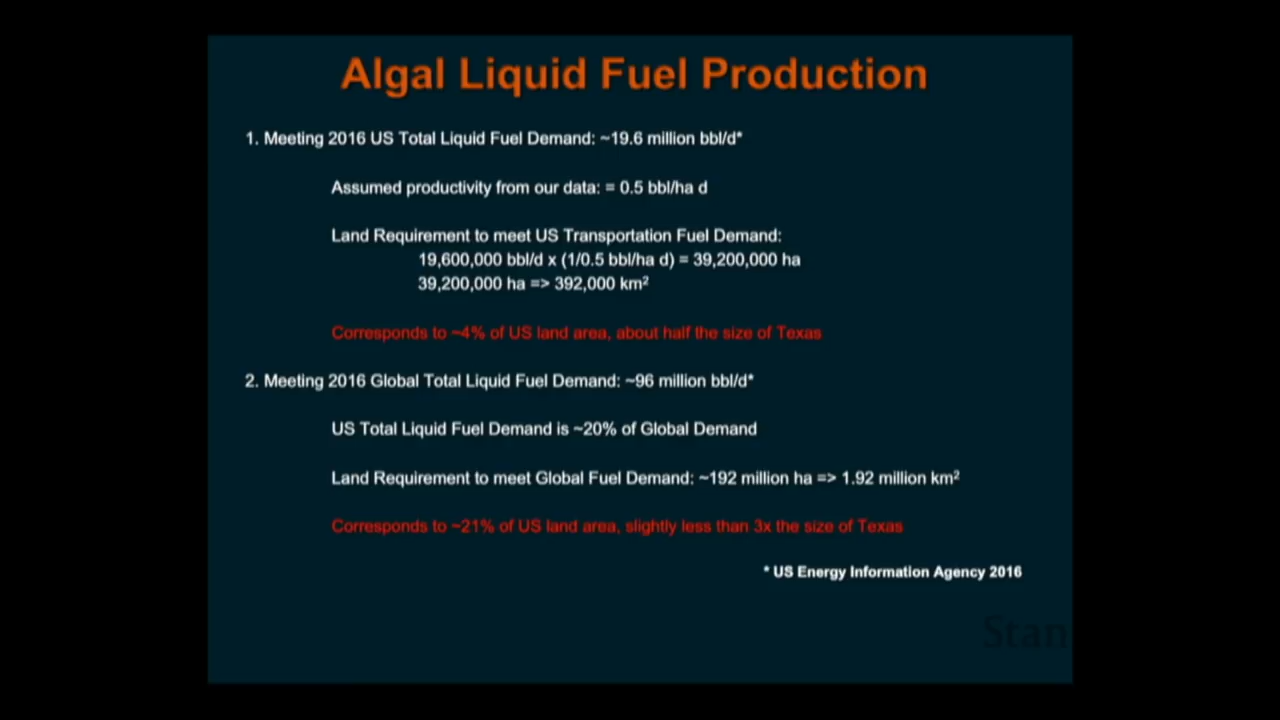 Algal Liquid Fuel Production
1. Meeting 2016 US Total Liquid Fuel Demand: ~19.6 million bbl/d*
Assumed productivity from our data: = 0.5 bbl/ha d
Land Requirement to meet US Transportation Fuel Demand:
19,600,000 bbl/d x (1/0.5 bbl/ha d) = 39,200,000 ha
39,200,000 ha => 392,000 km²
Corresponds to ~4% of US land area, about half the size of Texas
2. Meeting 2016 Global Total Liquid Fuel Demand: ~96 million bbl/d*
US Total Liquid Fuel Demand is ~20% of Global Demand
Land Requirement to meet Global Fuel Demand: ~192 million ha => 1.92 million km²
Corresponds to ~21% of US land area, slightly less than 3x the size of Texas
* US Energy Information Agency 2016
Stan